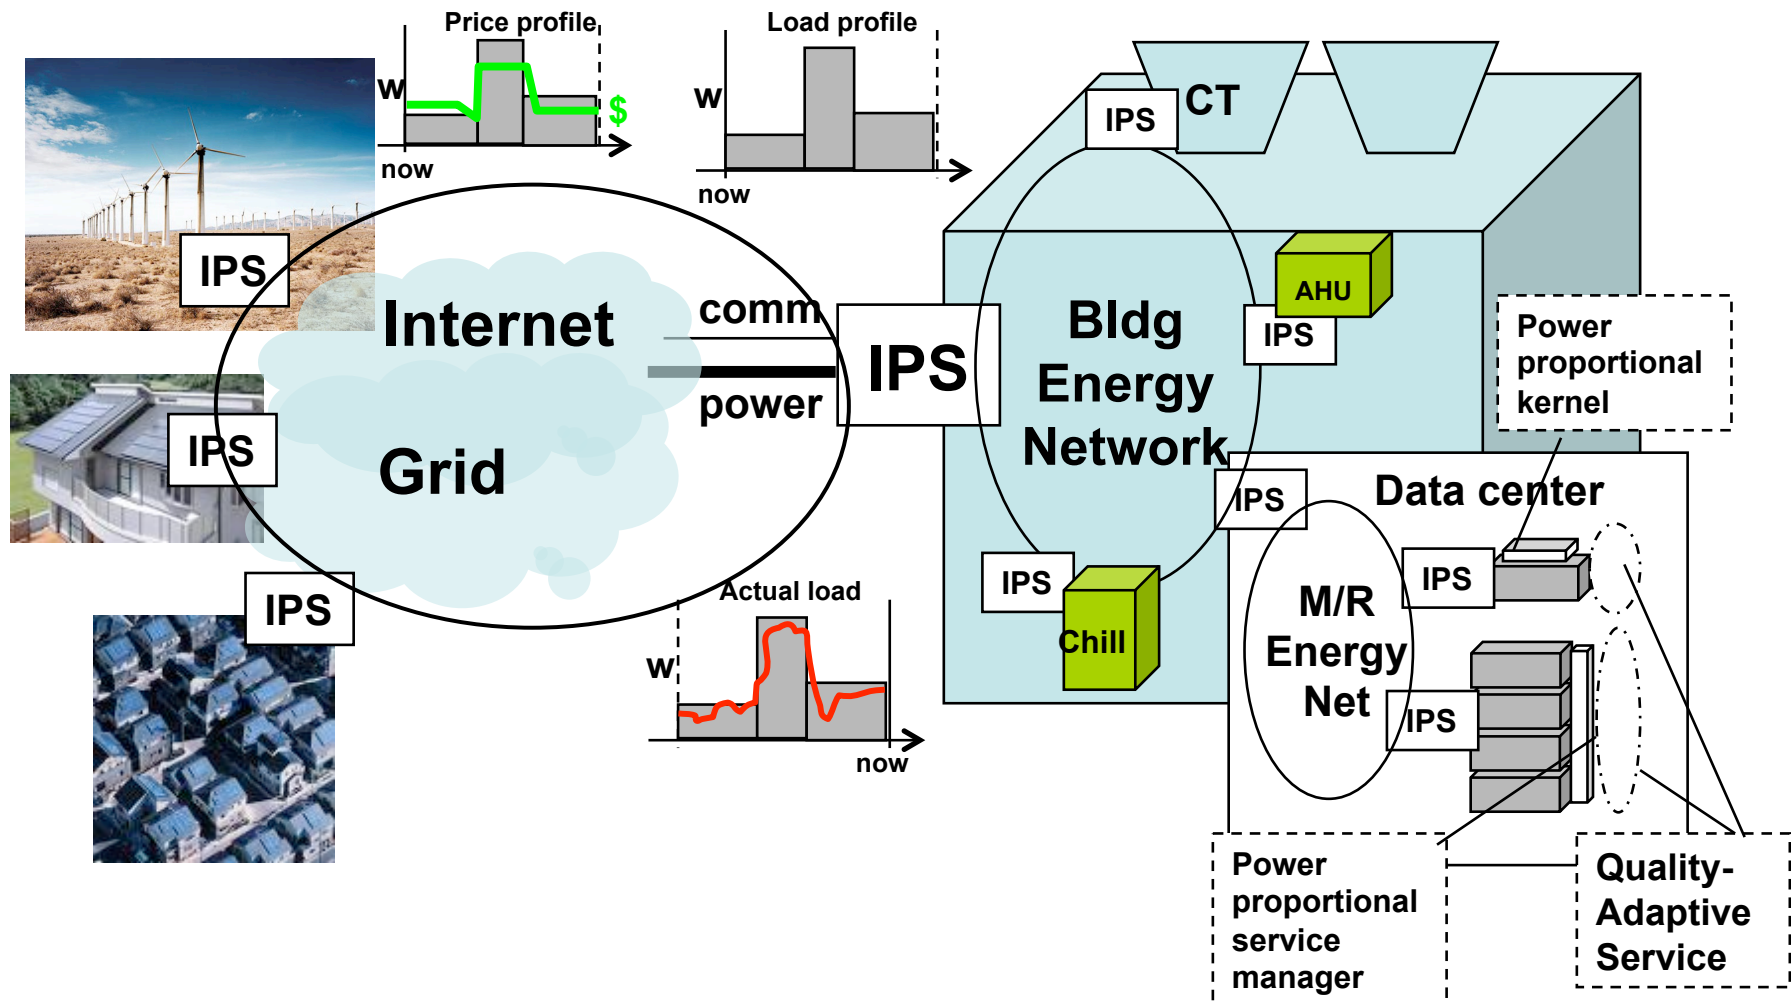 Price profile
w
$
now
Load profile
w
now
CT
IPS
IPS
AHU
IPS
Internet
comm
IPS
power
Grid
IPS
Bldg
Energy
Network
Power
proportional
kernel
IPS
Data center
IPS
IPS
Chill
IPS
M/R
Energy
Net
IPS
IPS
Actual load
w
now
Power
proportional
service
manager
Quality-
Adaptive
Service